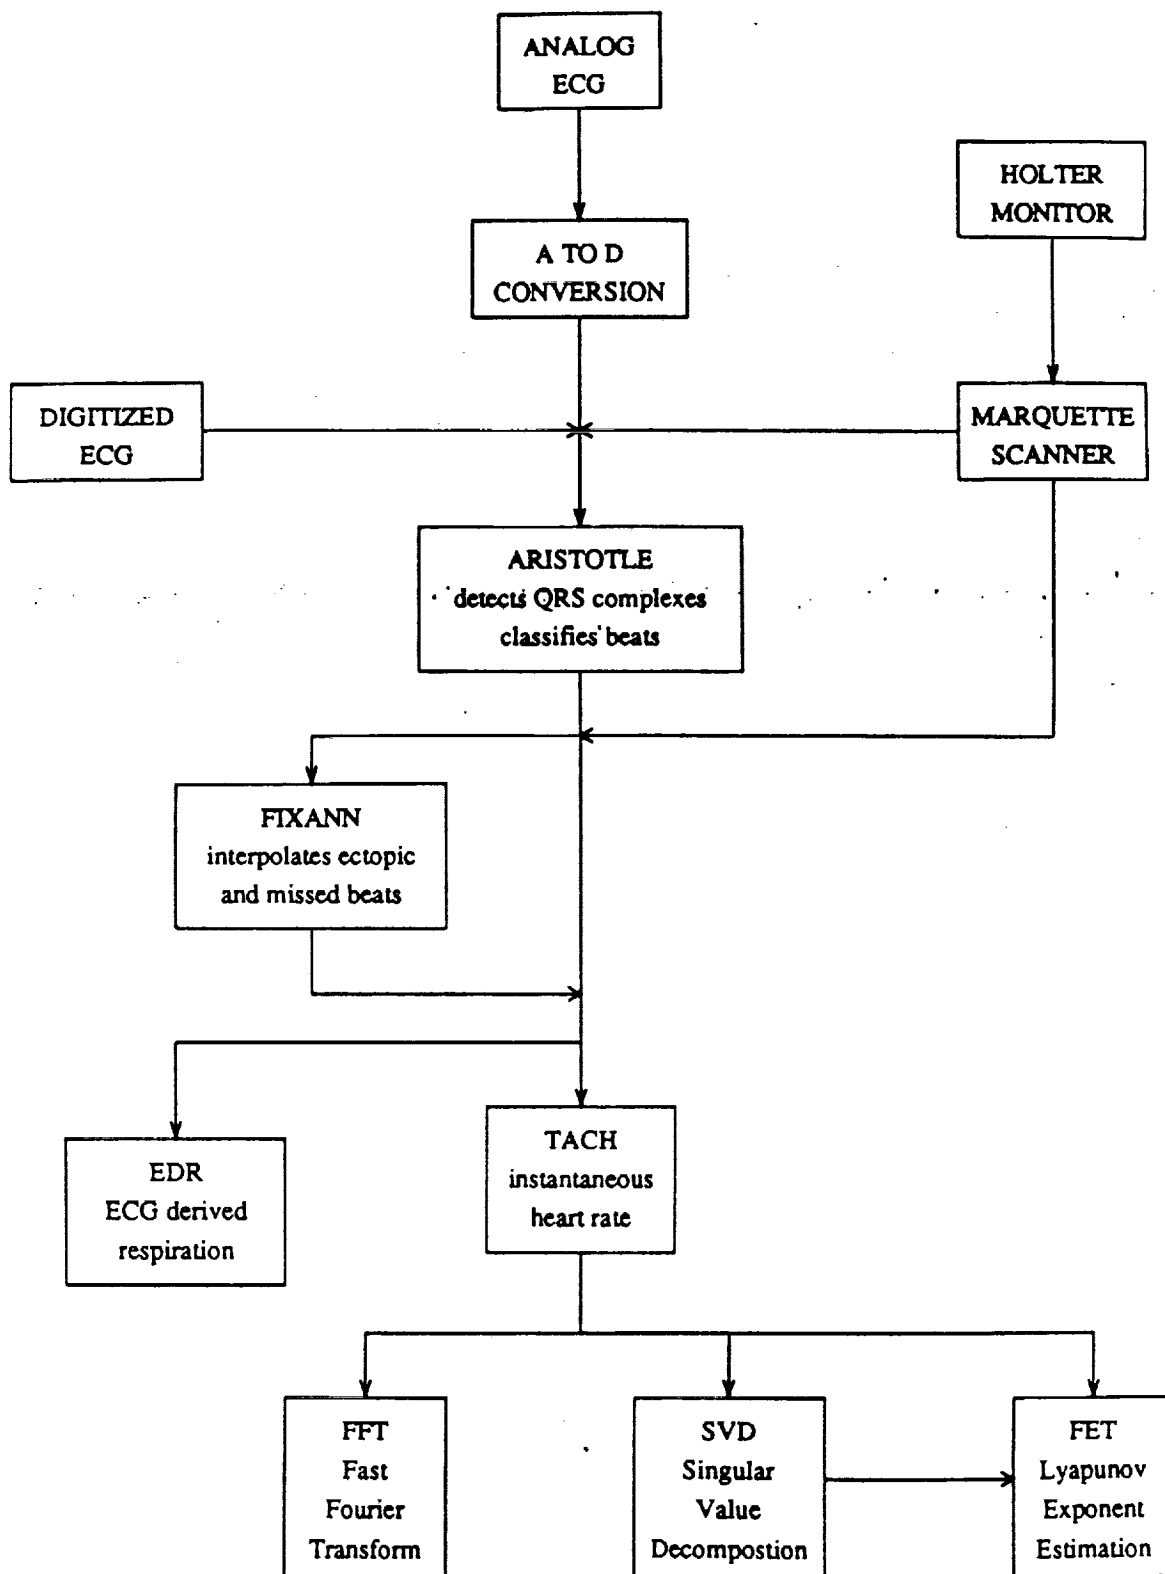 ANALOG
ECG
HOLTER
MONITOR
A TO D
CONVERSION
DIGITIZED
ECG
MARQUETTE
SCANNER
ARISTOTLE
detects QRS complexes
classifies beats
FIXANN
interpolates ectopic
and missed beats
EDR
ECG derived
respiration
TACH
instantaneous
heart rate
FFT
Fast
Fourier
Transform
SVD
Singular
Value
Decompostion
FET
Lyapunov
Exponent
Estimation